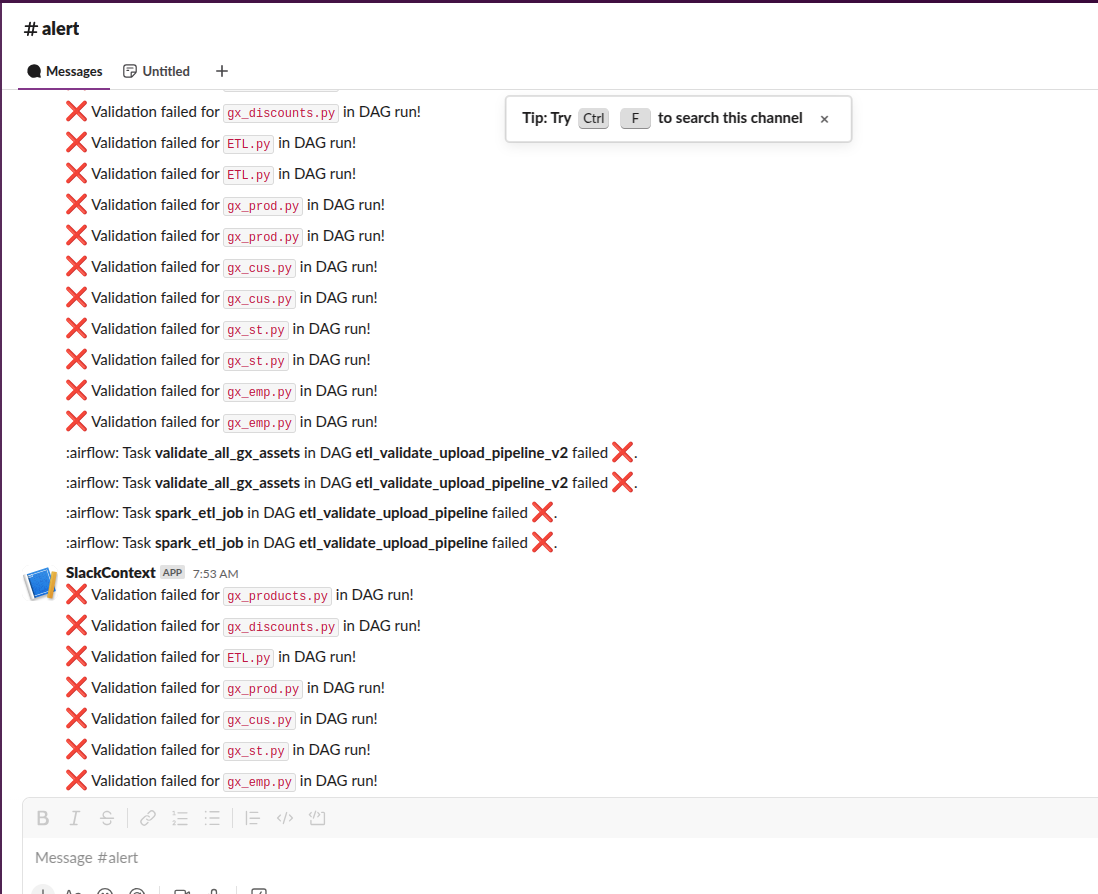 # alert
Messages Untitled +
Tip: Try Ctrl F to search this channel ×
❌ Validation failed for gx_discounts.py in DAG run!
❌ Validation failed for ETL.py in DAG run!
❌ Validation failed for ETL.py in DAG run!
❌ Validation failed for gx_prod.py in DAG run!
❌ Validation failed for gx_prod.py in DAG run!
❌ Validation failed for gx_cus.py in DAG run!
❌ Validation failed for gx_cus.py in DAG run!
❌ Validation failed for gx_st.py in DAG run!
❌ Validation failed for gx_st.py in DAG run!
❌ Validation failed for gx_emp.py in DAG run!
❌ Validation failed for gx_emp.py in DAG run!
:airflow: Task validate_all_gx_assets in DAG etl_validate_upload_pipeline_v2 failed ❌.
:airflow: Task validate_all_gx_assets in DAG etl_validate_upload_pipeline_v2 failed ❌.
:airflow: Task spark_etl_job in DAG etl_validate_upload_pipeline failed ❌.
:airflow: Task spark_etl_job in DAG etl_validate_upload_pipeline failed ❌.
SlackContext APP 7:53 AM
❌ Validation failed for gx_products.py in DAG run!
❌ Validation failed for gx_discounts.py in DAG run!
❌ Validation failed for ETL.py in DAG run!
❌ Validation failed for gx_prod.py in DAG run!
❌ Validation failed for gx_cus.py in DAG run!
❌ Validation failed for gx_st.py in DAG run!
❌ Validation failed for gx_emp.py in DAG run!
B I S
Message #alert
Aa